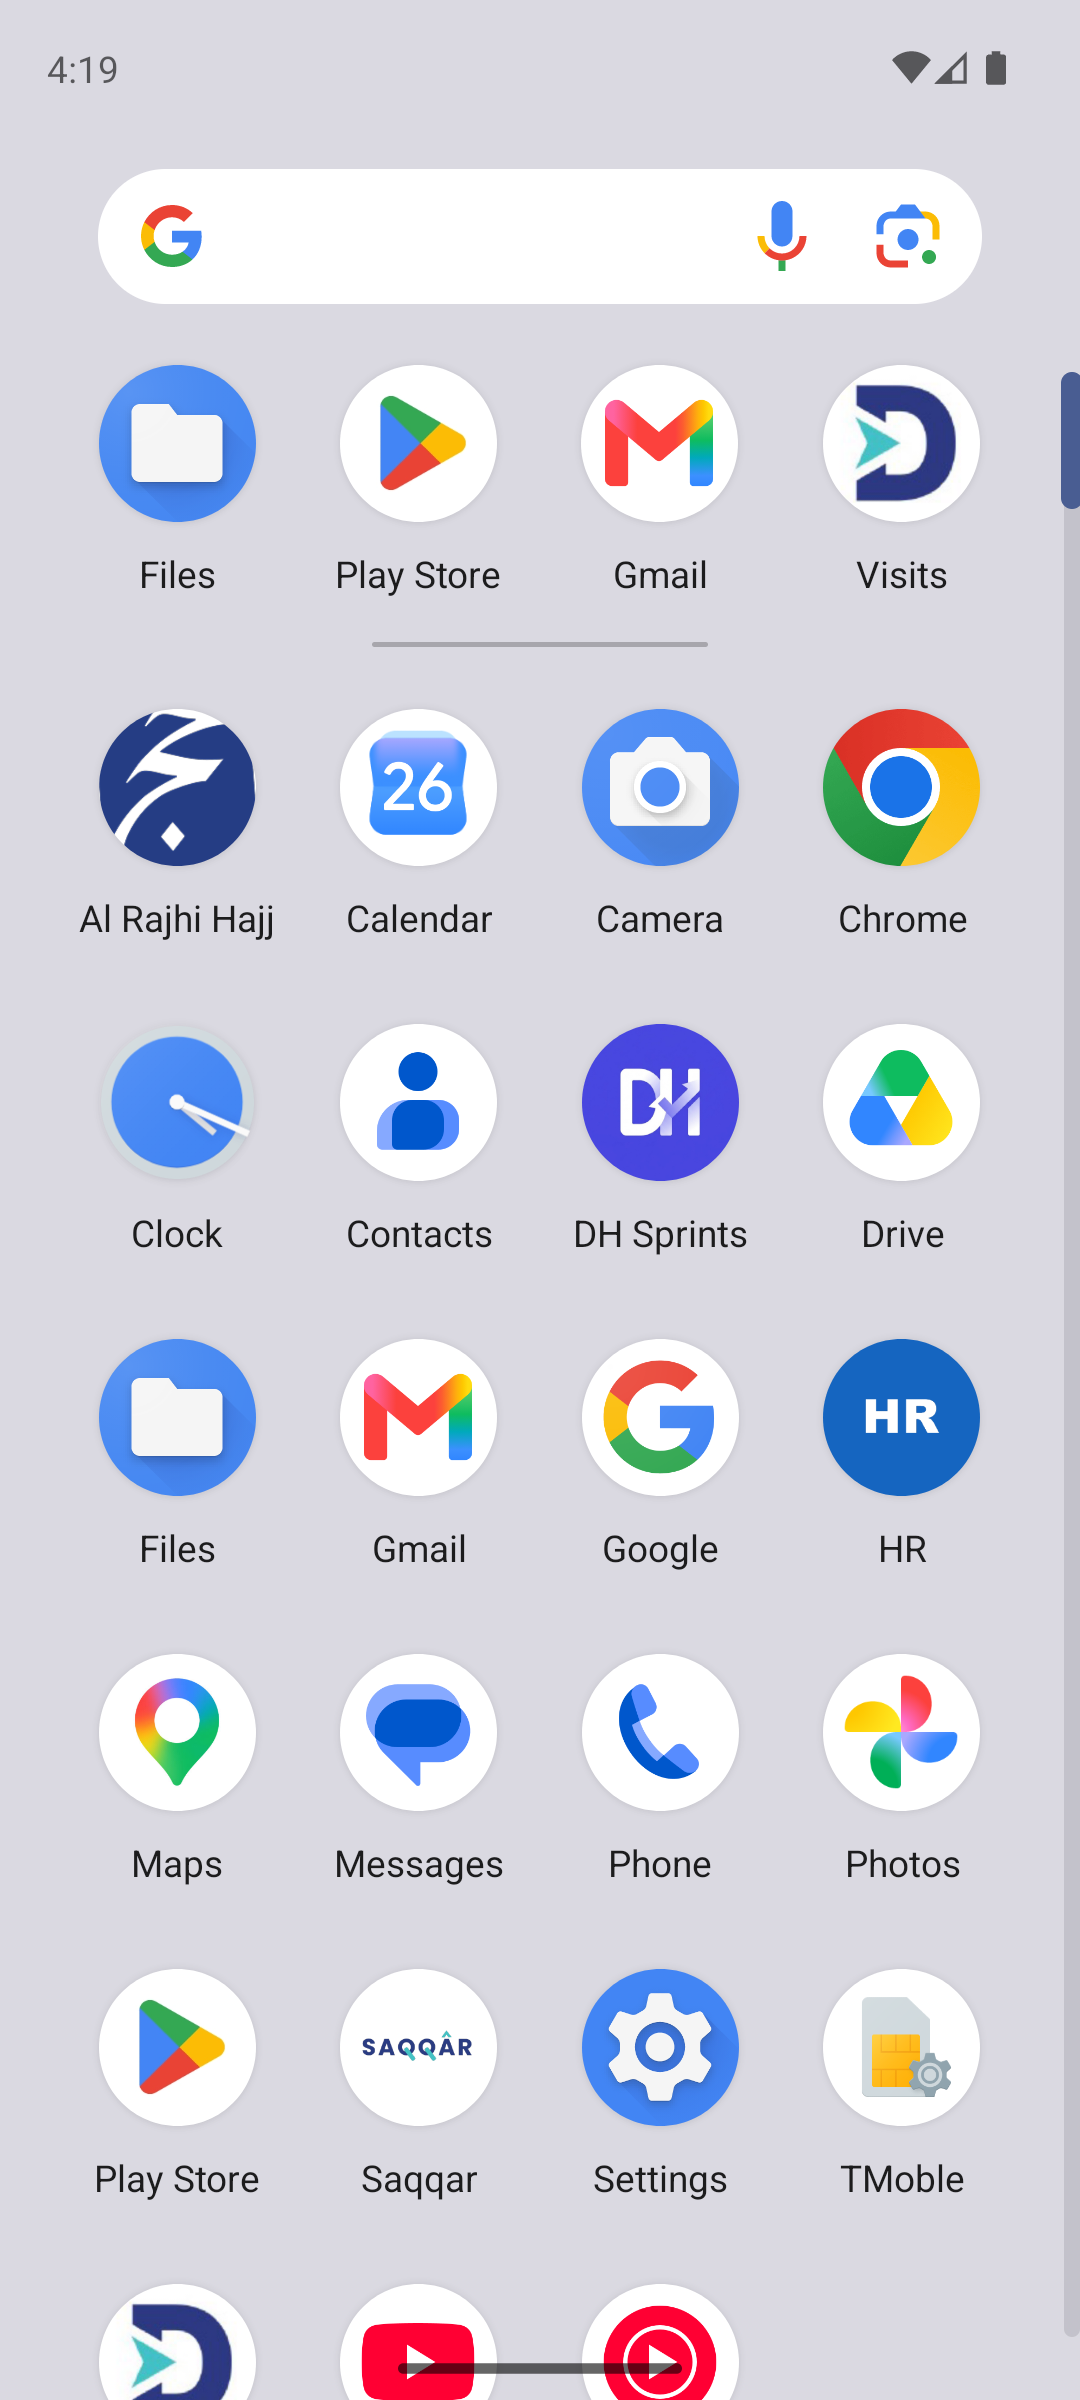 4:19
Files
Play Store
Gmail
Visits
26
Al Rajhi Hajj
Calendar
Camera
Chrome
DH
Clock
Contacts
DH Sprints
Drive
HR
Files
Gmail
Google
HR
Maps
Messages
Phone
Photos
SAQQÂR
Play Store
Saqqar
Settings
TMoble